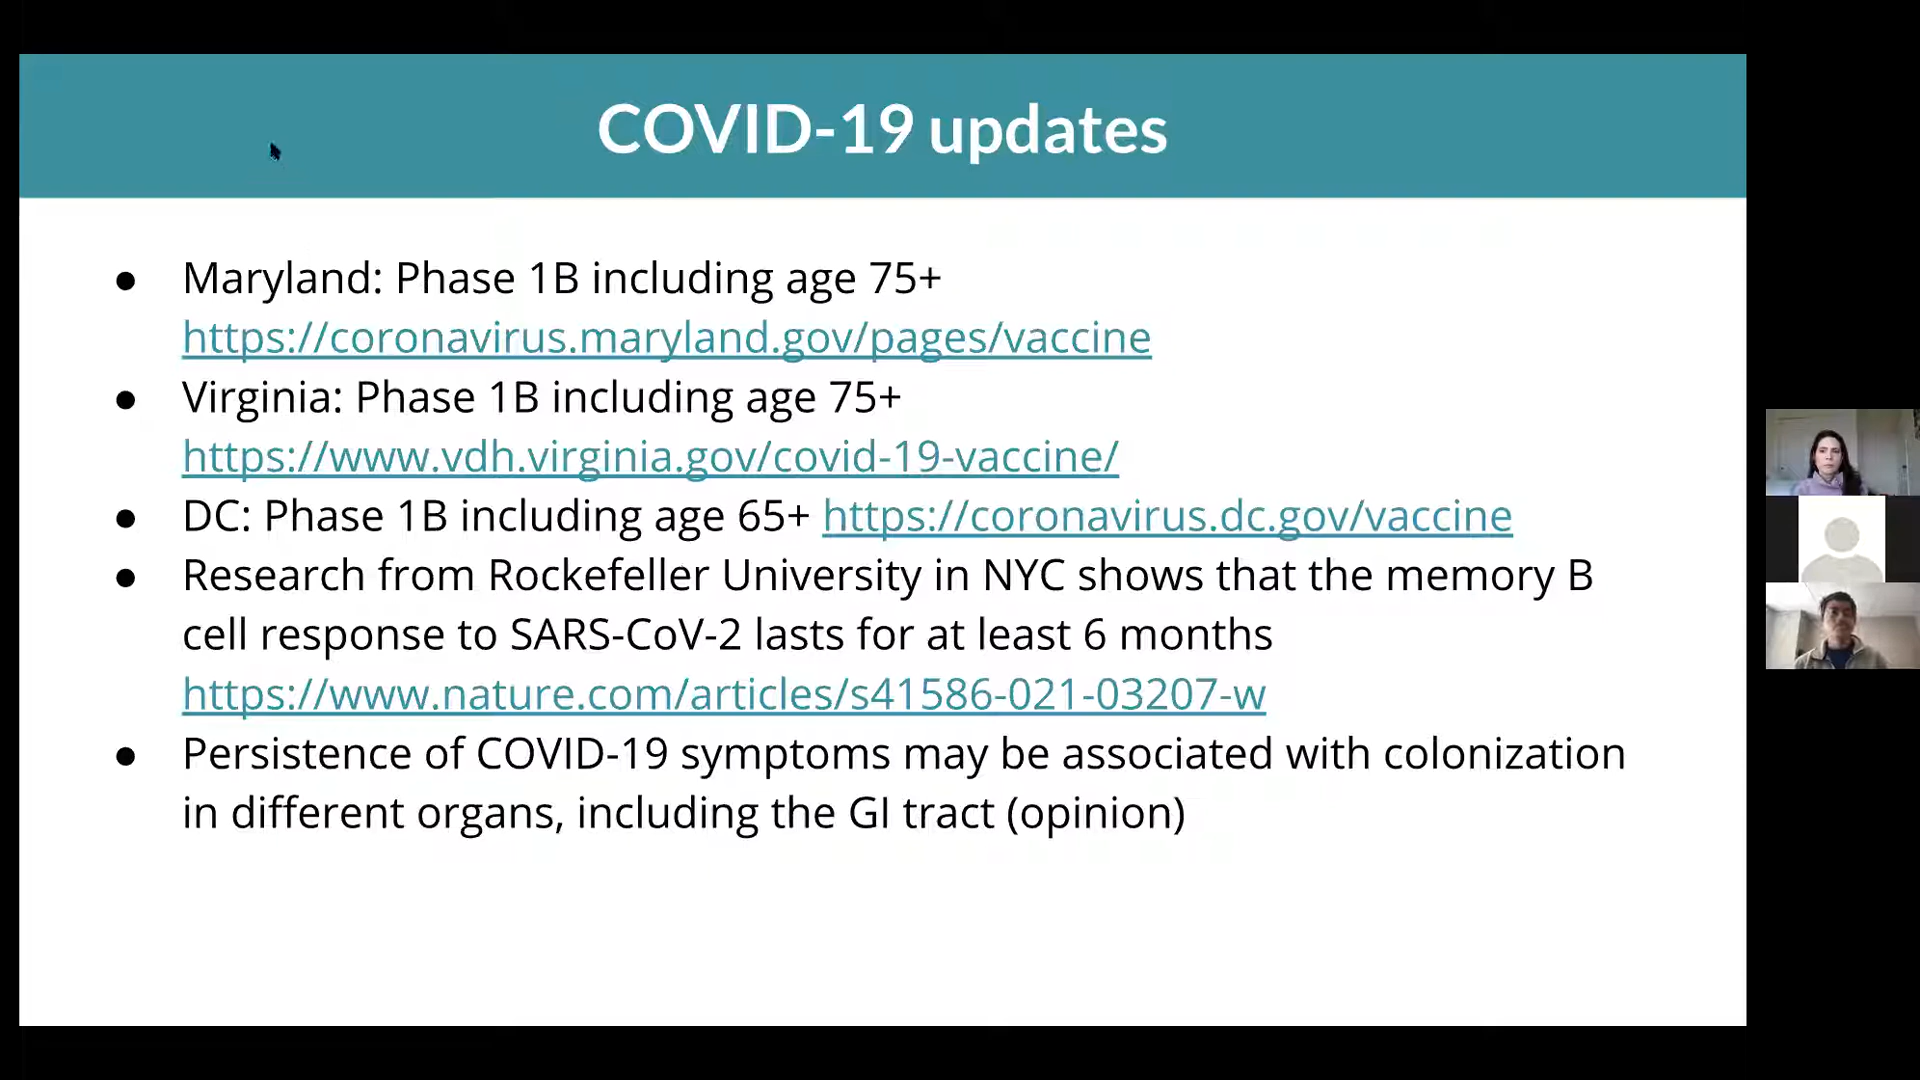 COVID-19 updates
● Maryland: Phase 1B including age 75+
https://coronavirus.maryland.gov/pages/vaccine
● Virginia: Phase 1B including age 75+
https://www.vdh.virginia.gov/covid-19-vaccine/
● DC: Phase 1B including age 65+ https://coronavirus.dc.gov/vaccine
● Research from Rockefeller University in NYC shows that the memory B
cell response to SARS-CoV-2 lasts for at least 6 months
https://www.nature.com/articles/s41586-021-03207-w
● Persistence of COVID-19 symptoms may be associated with colonization
in different organs, including the GI tract (opinion)